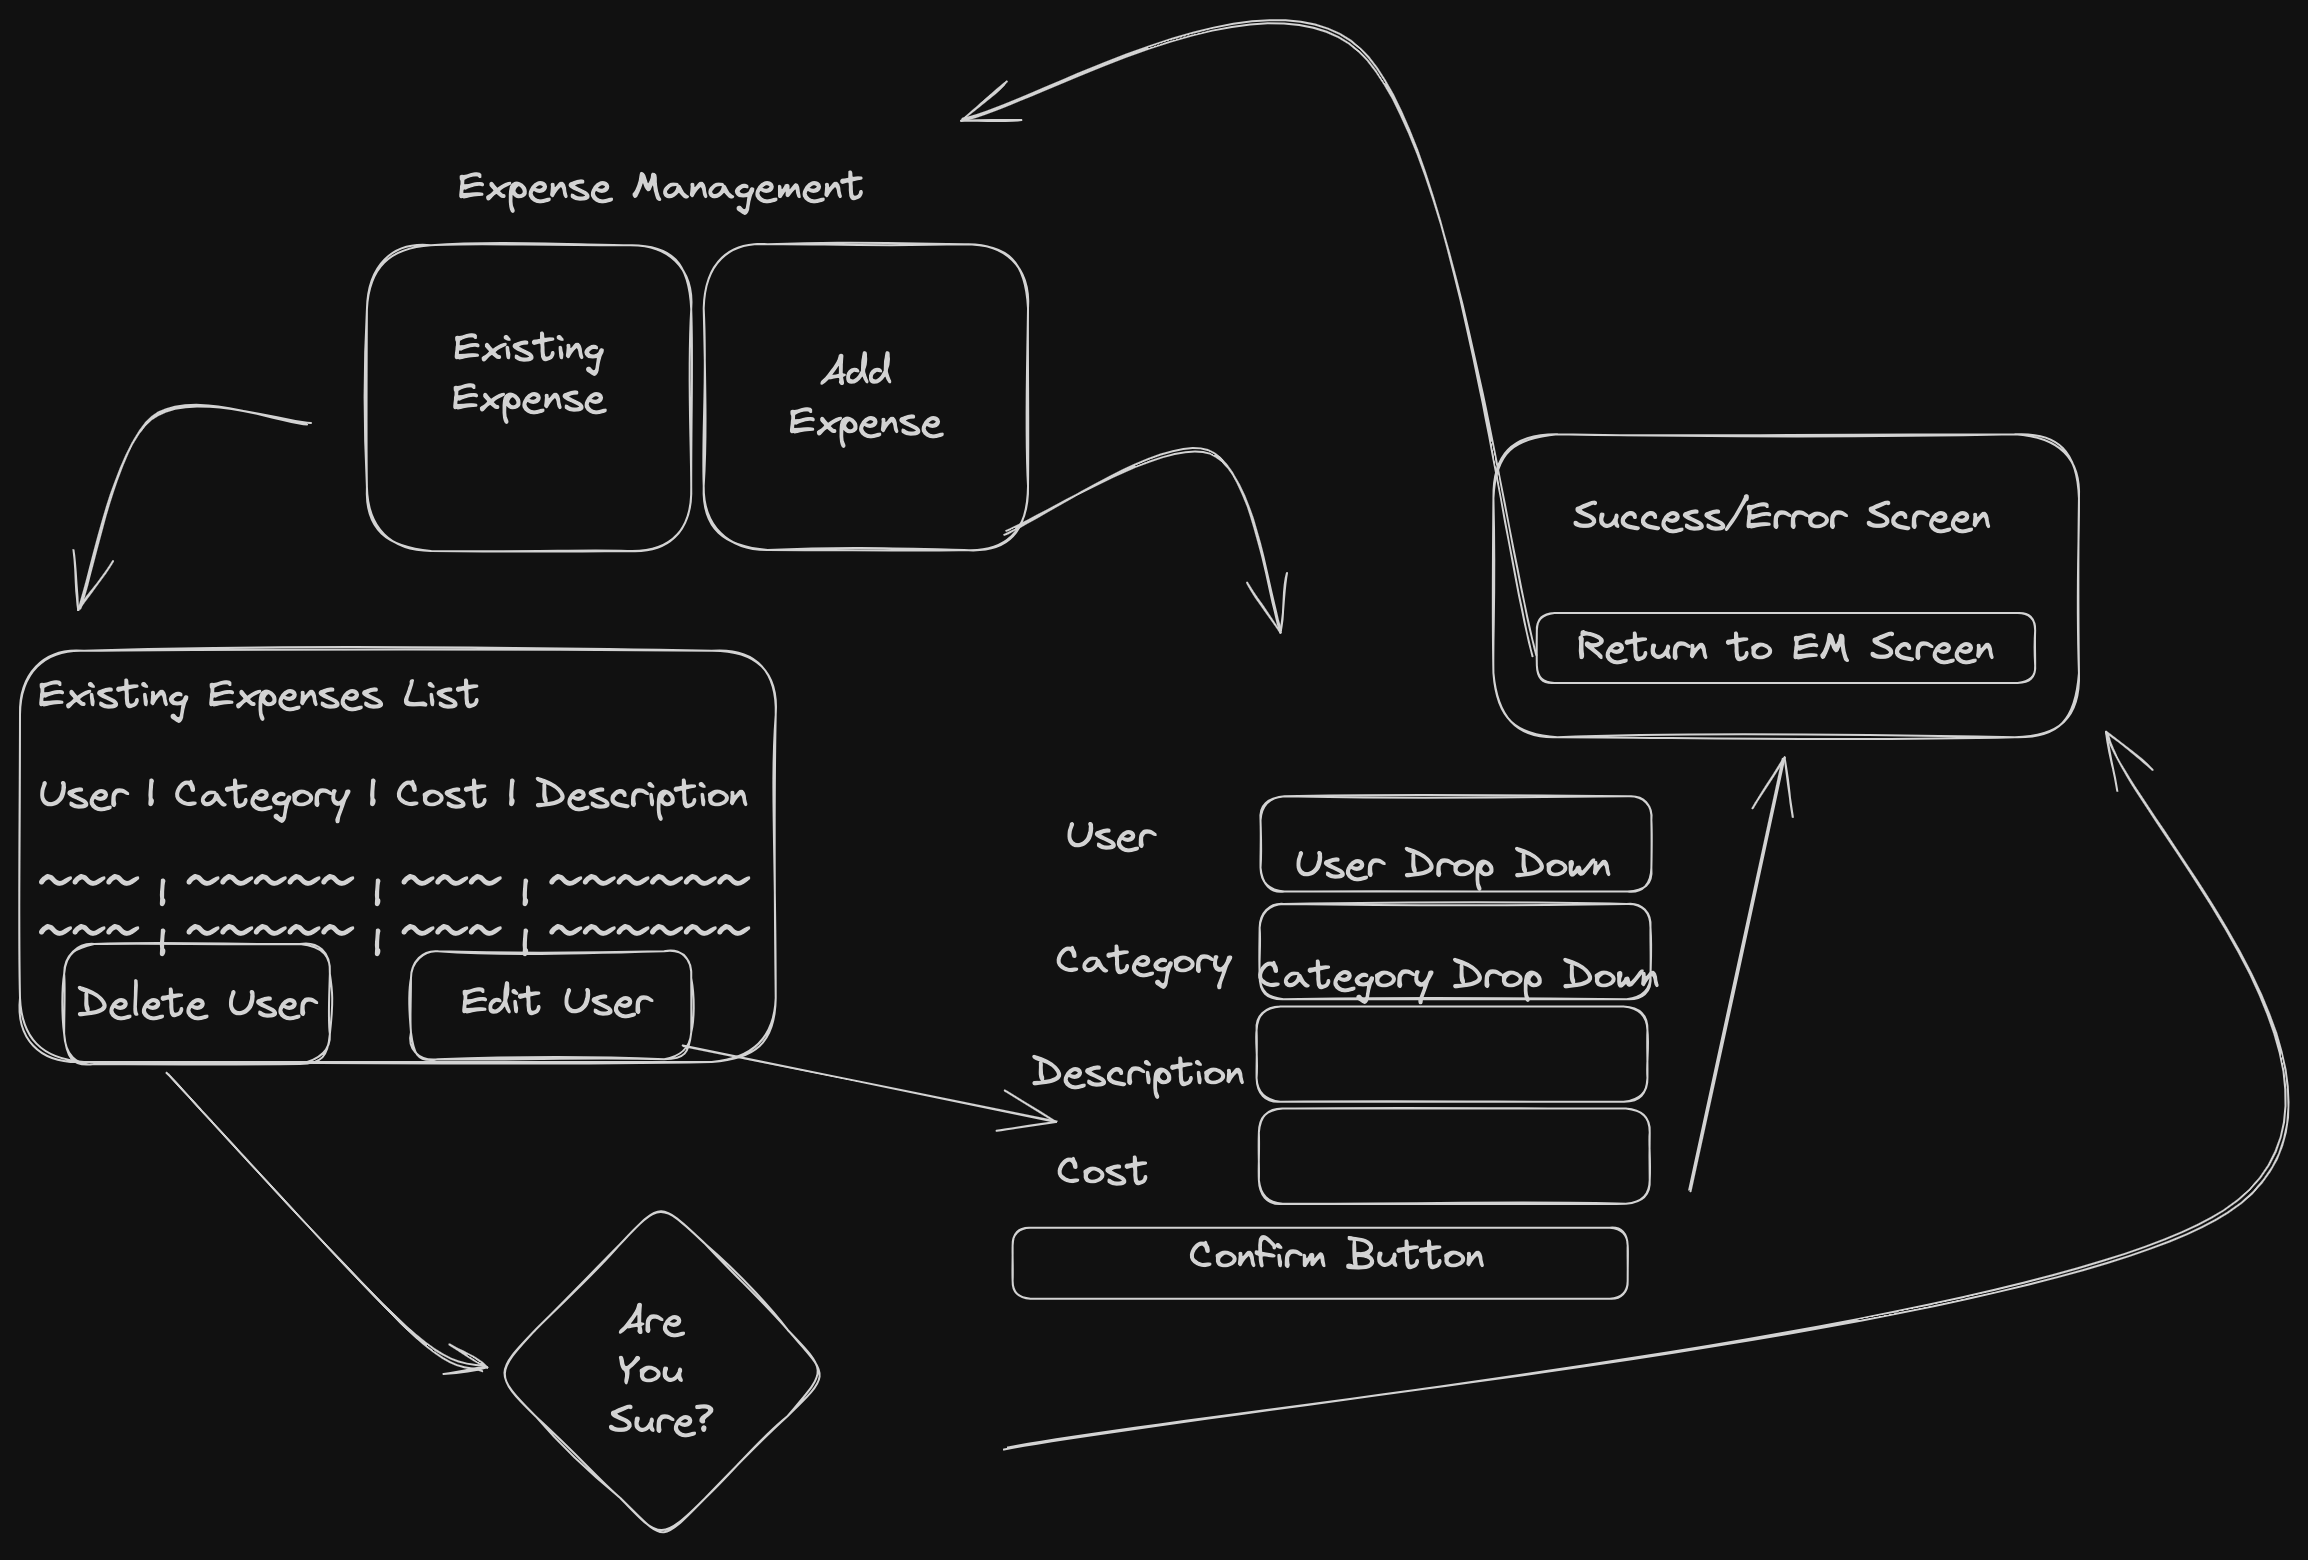 Expense Management
Existing
Expense
Add
Expense
Success/Error Screen
Return to EM Screen
Existing Expenses List
User | Category | Cost | Description
~~~ | ~~~~~ | ~~~ | ~~~~~~
~~~ | ~~~~~ | ~~~ | ~~~~~~
Delete User
Edit User
User
User Drop Down
Category
Category Drop Down
Description
Cost
Confirm Button
Are
You
Sure?